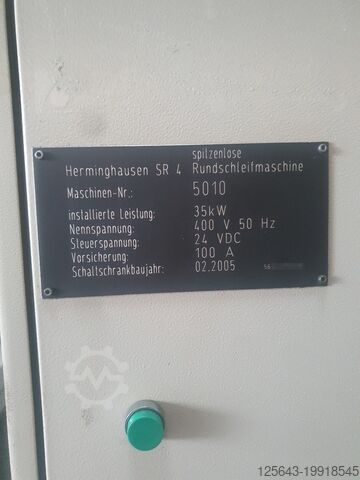 spitzenlose
Herminghausen SR 4 Rundschleifmaschine
Maschinen-Nr.: 5010
installierte Leistung: 35kW
Nennspannung: 400 V 50 Hz
Steuerspannung: 24 VDC
Vorsicherung: 100 A
Schaltschrankbaujahr: 02.2005
125643-19918545